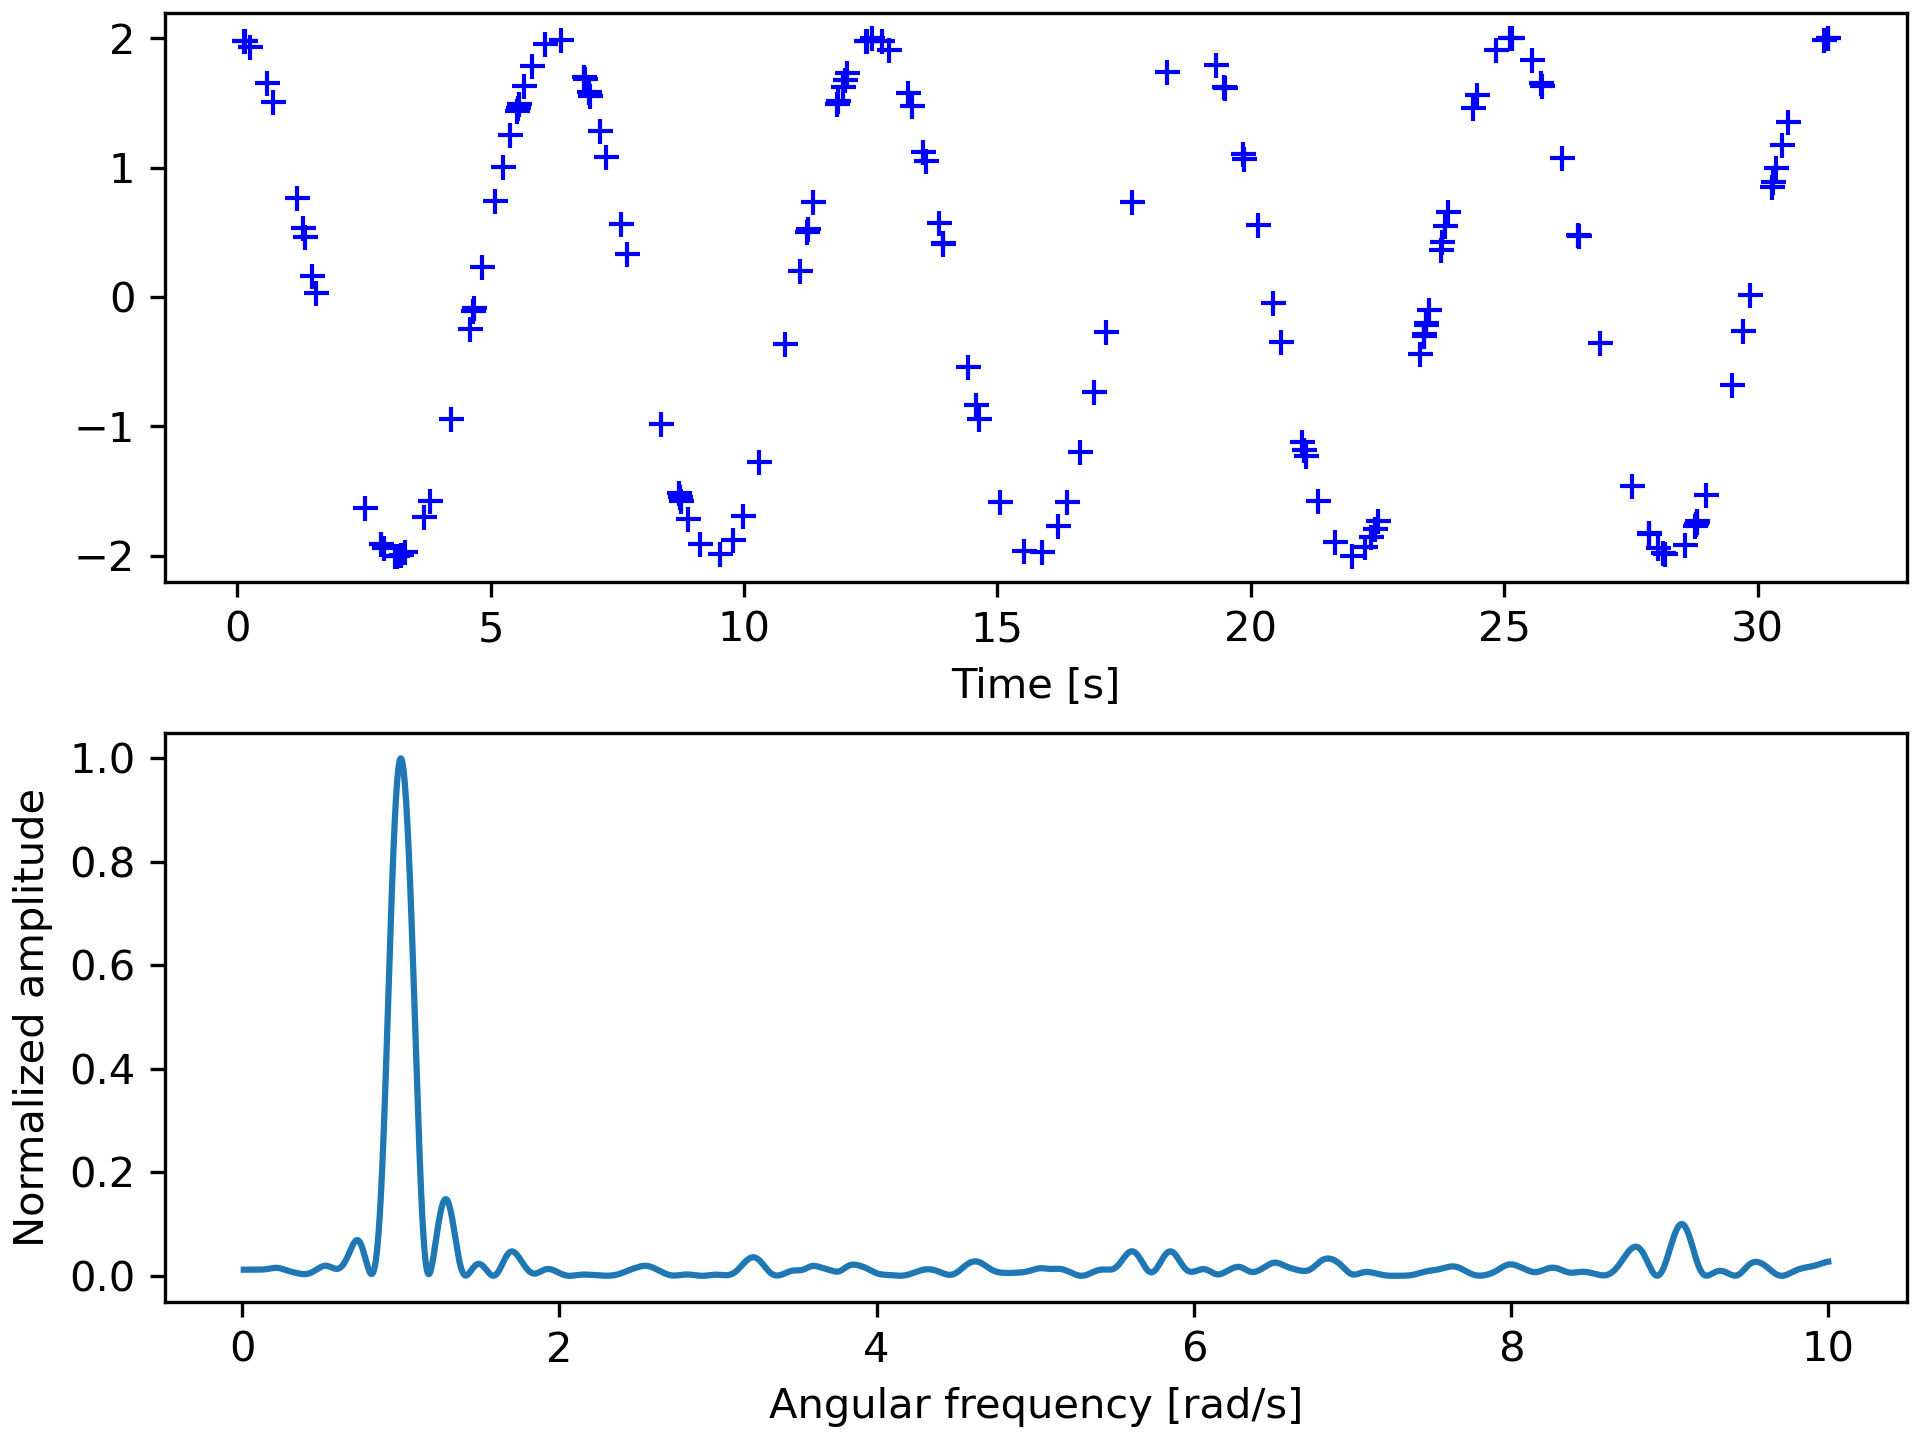 2
1
0
−1
−2
0 5 10 15 20 25 30
Time [s]
1.0
0.8
0.6
0.4
0.2
0.0
Normalized amplitude
0 2 4 6 8 10
Angular frequency [rad/s]